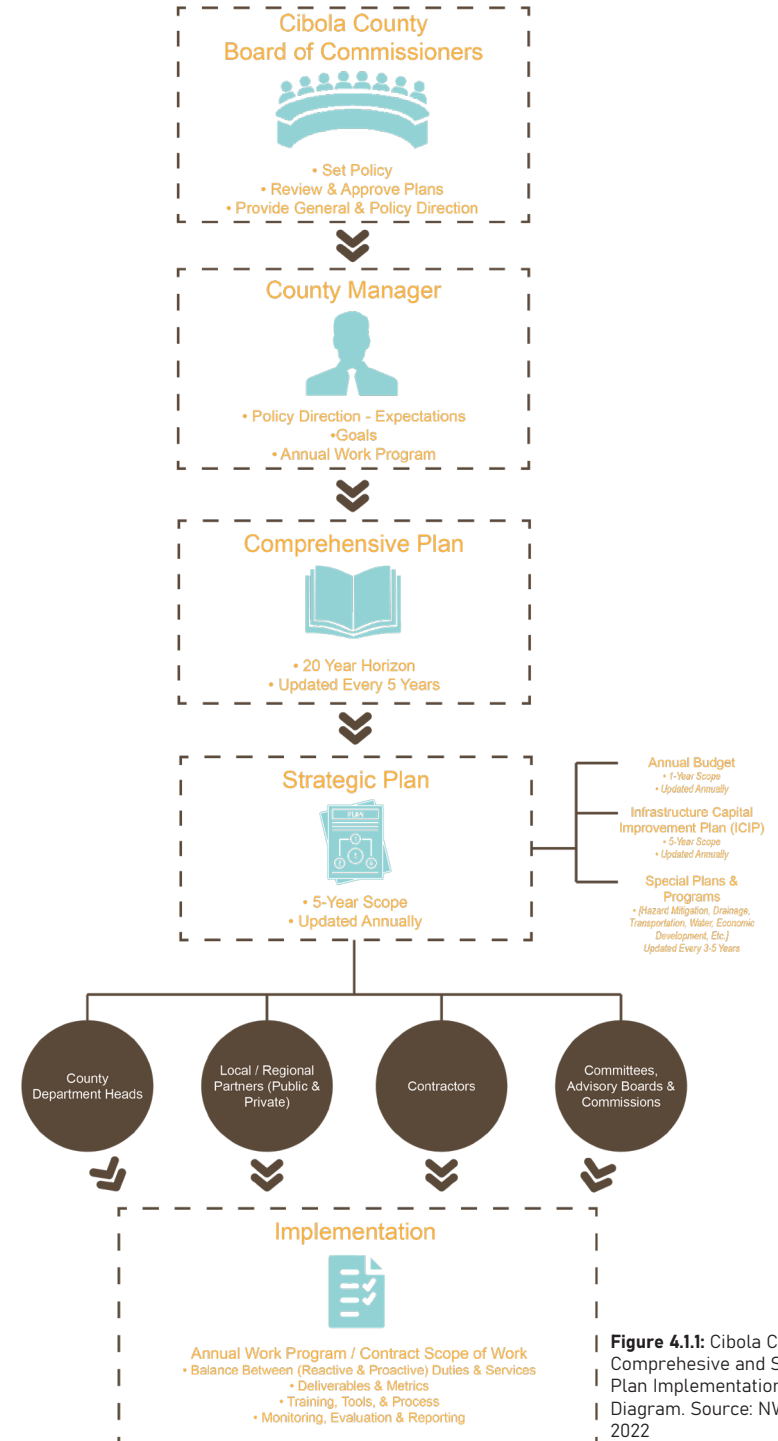 Cibola County
Board of Commissioners
• Set Policy
• Review & Approve Plans
• Provide General & Policy Direction
County Manager
• Policy Direction - Expectations
•Goals
• Annual Work Program
Comprehensive Plan
• 20 Year Horizon
• Updated Every 5 Years
Strategic Plan
PLAN
• 5-Year Scope
• Updated Annually
Annual Budget
• 1-Year Scope
• Updated Annually
Infrastructure Capital
Improvement Plan (ICIP)
• 5-Year Scope
• Updated Annually
Special Plans &
Programs
• [Hazard Mitigation, Drainage,
Transportation, Water, Economic
Development, Etc.]
Updated Every 3-5 Years
County
Department Heads
Local / Regional
Partners (Public &
Private)
Contractors
Committees,
Advisory Boards &
Commissions
Implementation
Annual Work Program / Contract Scope of Work
• Balance Between (Reactive & Proactive) Duties & Services
• Deliverables & Metrics
• Training, Tools, & Process
• Monitoring, Evaluation & Reporting
Figure 4.1.1: Cibola C
Comprehesive and S
Plan Implementation
Diagram. Source: NW
2022